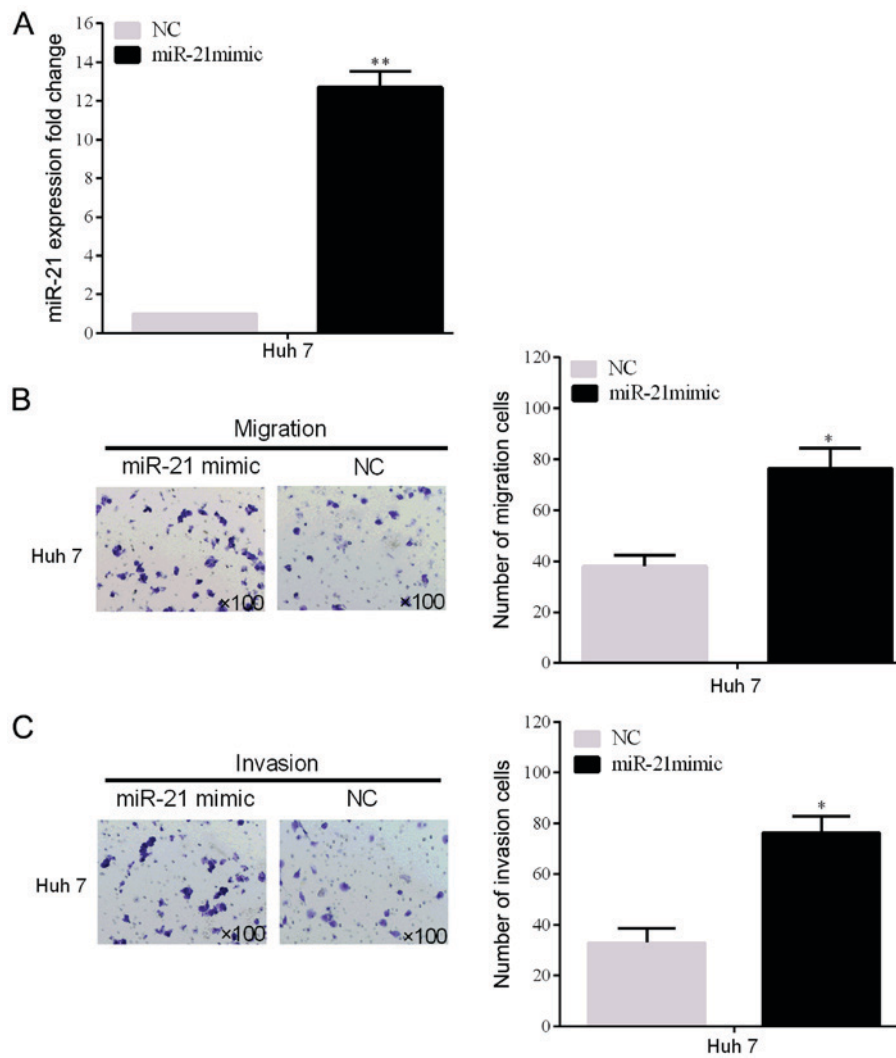 A
NC
miR-21mimic
miR-21 expression fold change
16
14
12
10
8
6
4
2
0
**
Huh 7
B
Migration
miR-21 mimic NC
Huh 7
×100 ×100
NC
miR-21mimic
Number of migration cells
120
100
80
60
40
20
0
*
Huh 7
C
Invasion
miR-21 mimic NC
Huh 7
×100 ×100
NC
miR-21mimic
Number of invasion cells
120
100
80
60
40
20
0
*
Huh 7